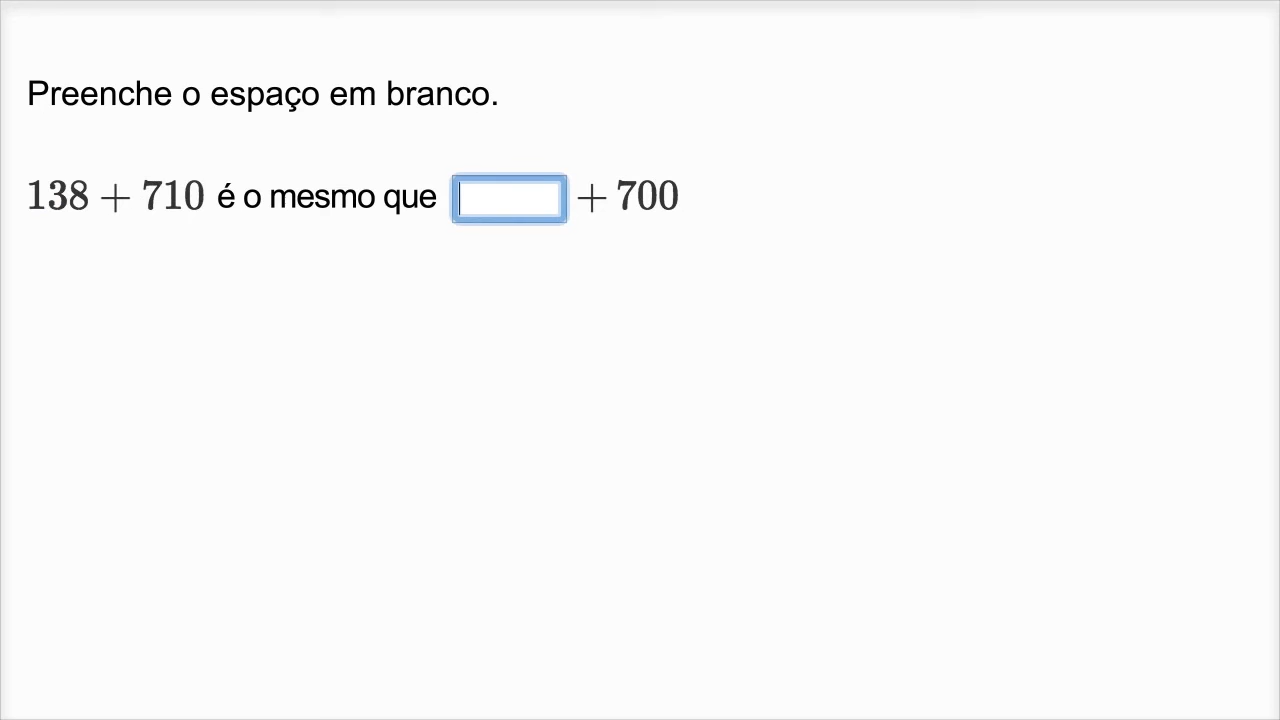 Preenche o espaço em branco.
138 + 710 é o mesmo que + 700